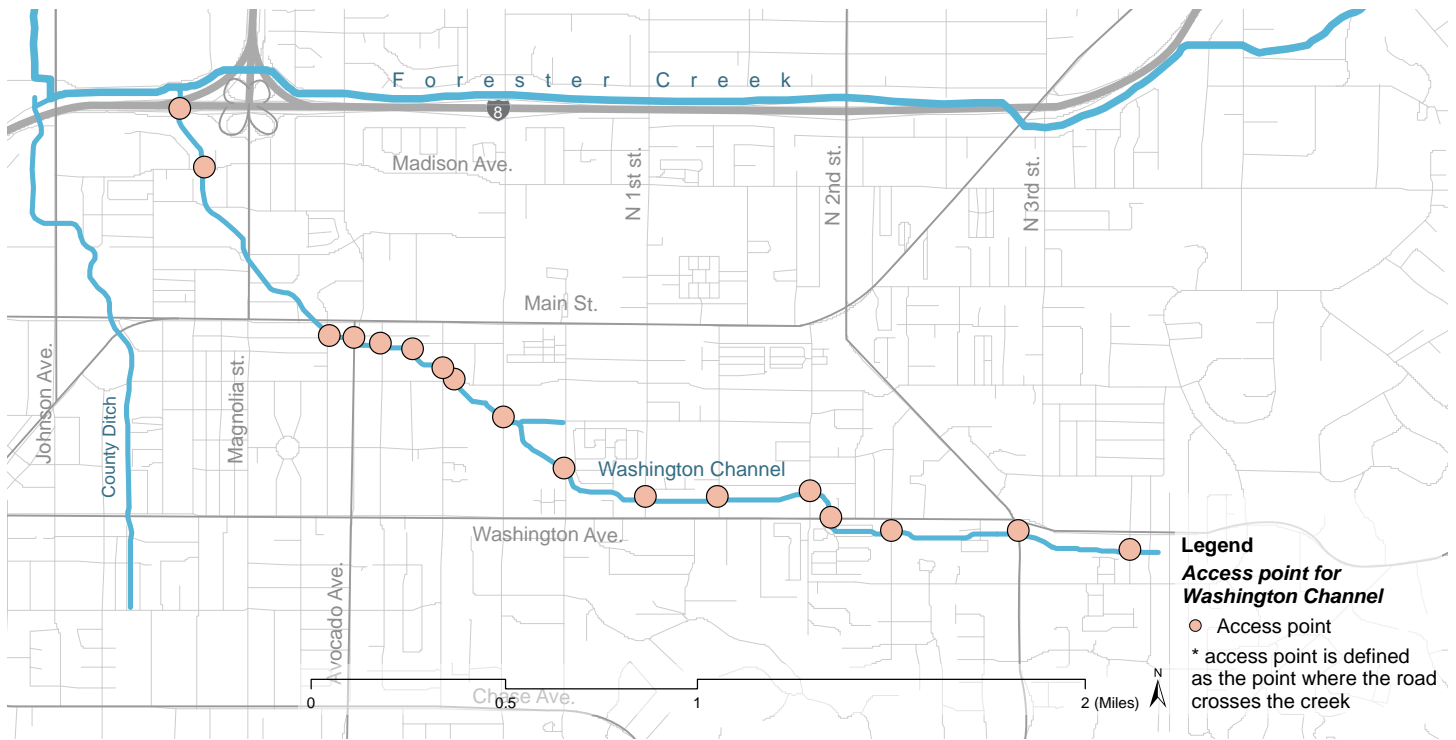 Forester Creek
8
Madison Ave.
N 1st st.
N 2nd st.
N 3rd st.
Main St.
Johnson Ave.
County Ditch
Magnolia st.
Washington Channel
Washington Ave.
Avocado Ave.
Chase Ave.
Legend
Access point for
Washington Channel
Access point
* access point is defined
as the point where the road
crosses the creek
N
0 0.5 1 2 (Miles)